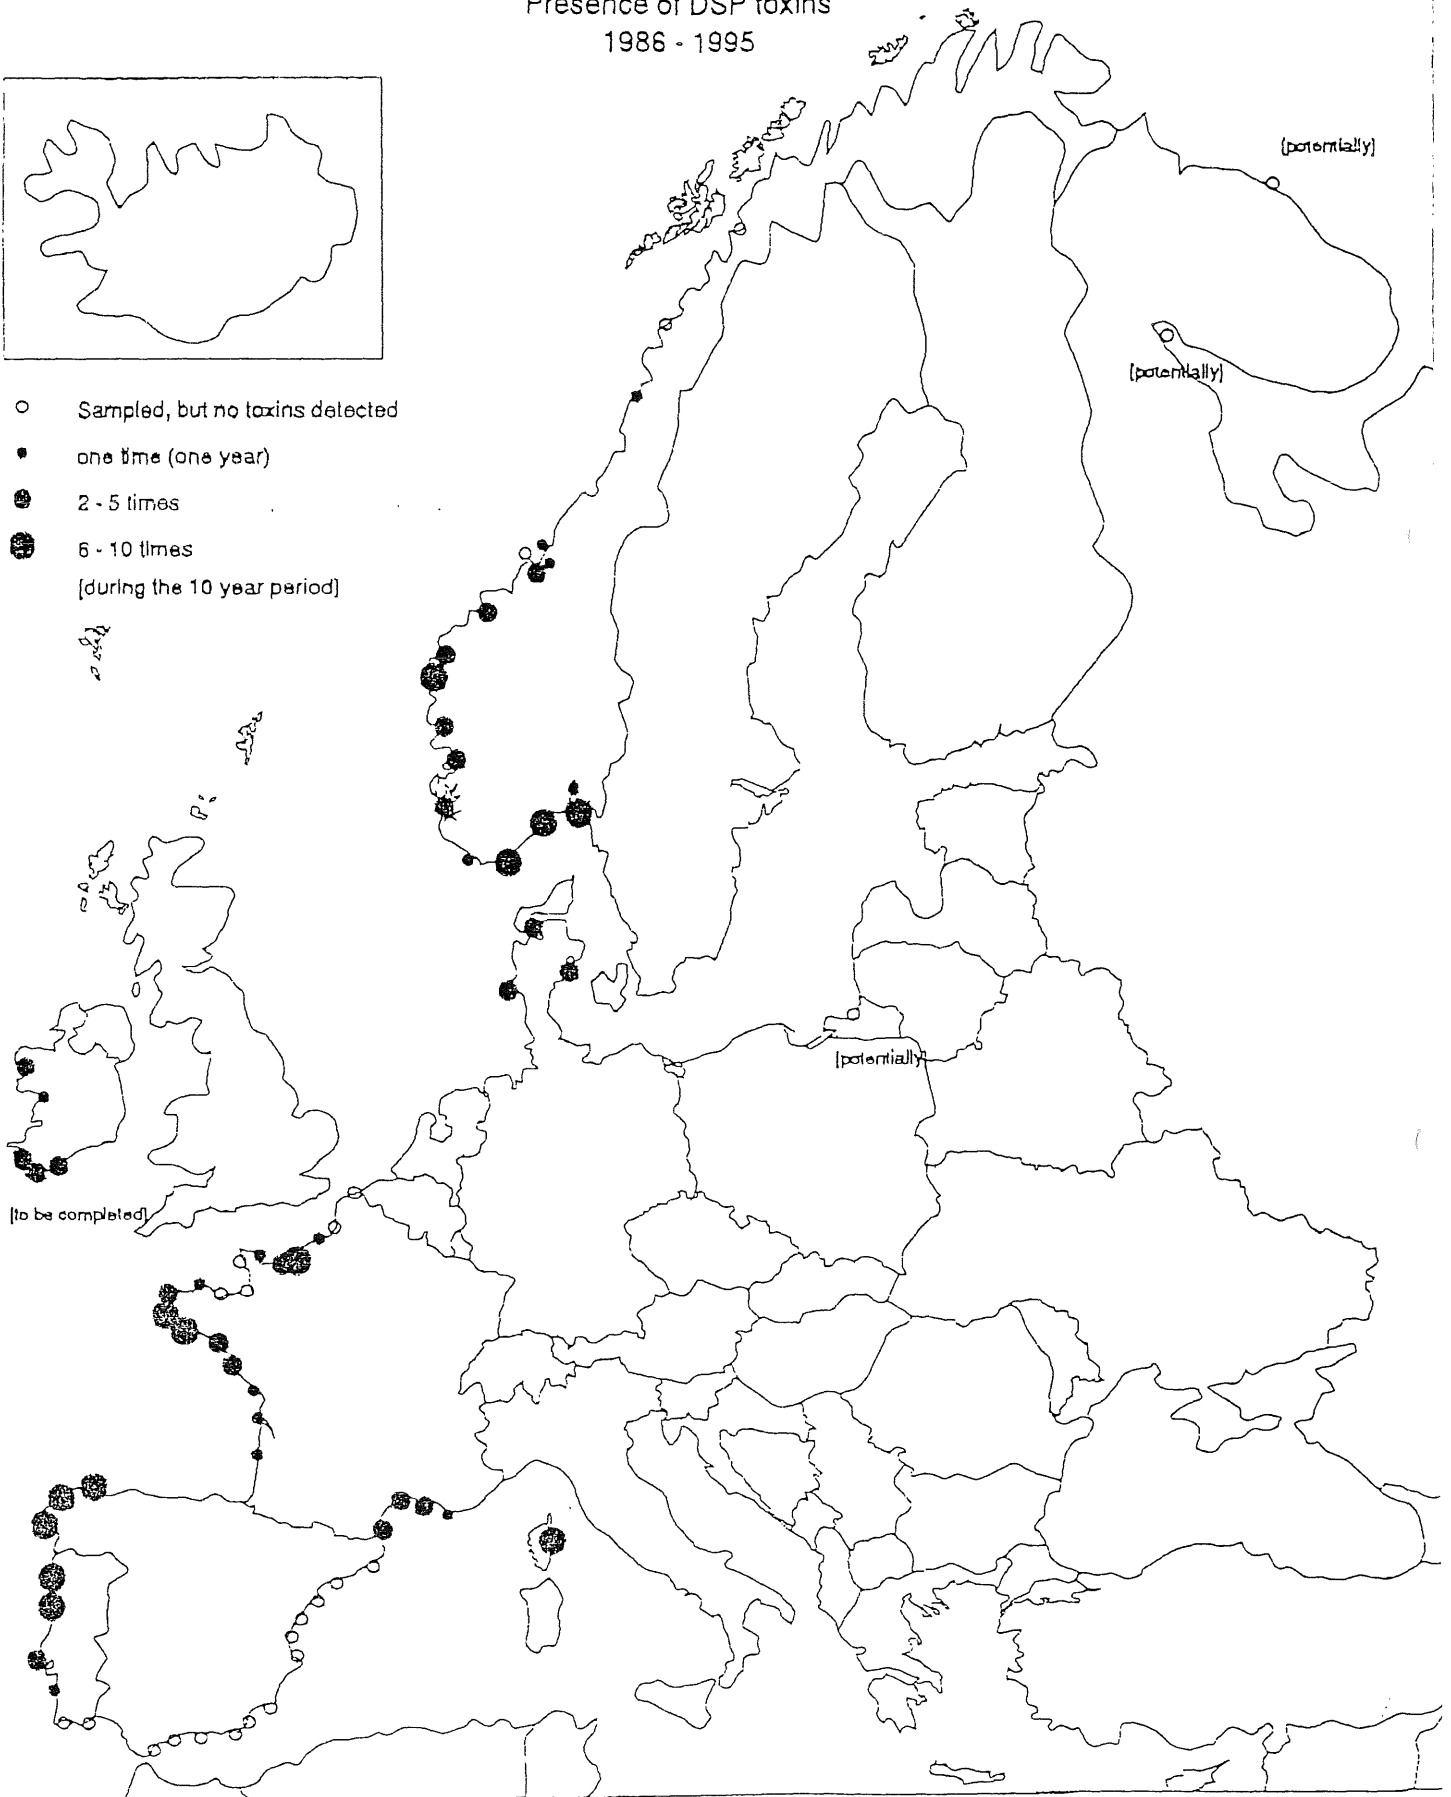 Presence of DSP toxins
1986 - 1995
(potentially)
(potentially)
Sampled, but no toxins detected
one time (one year)
2 - 5 times
6 - 10 times
[during the 10 year period]
(potentially)
[to be completed]